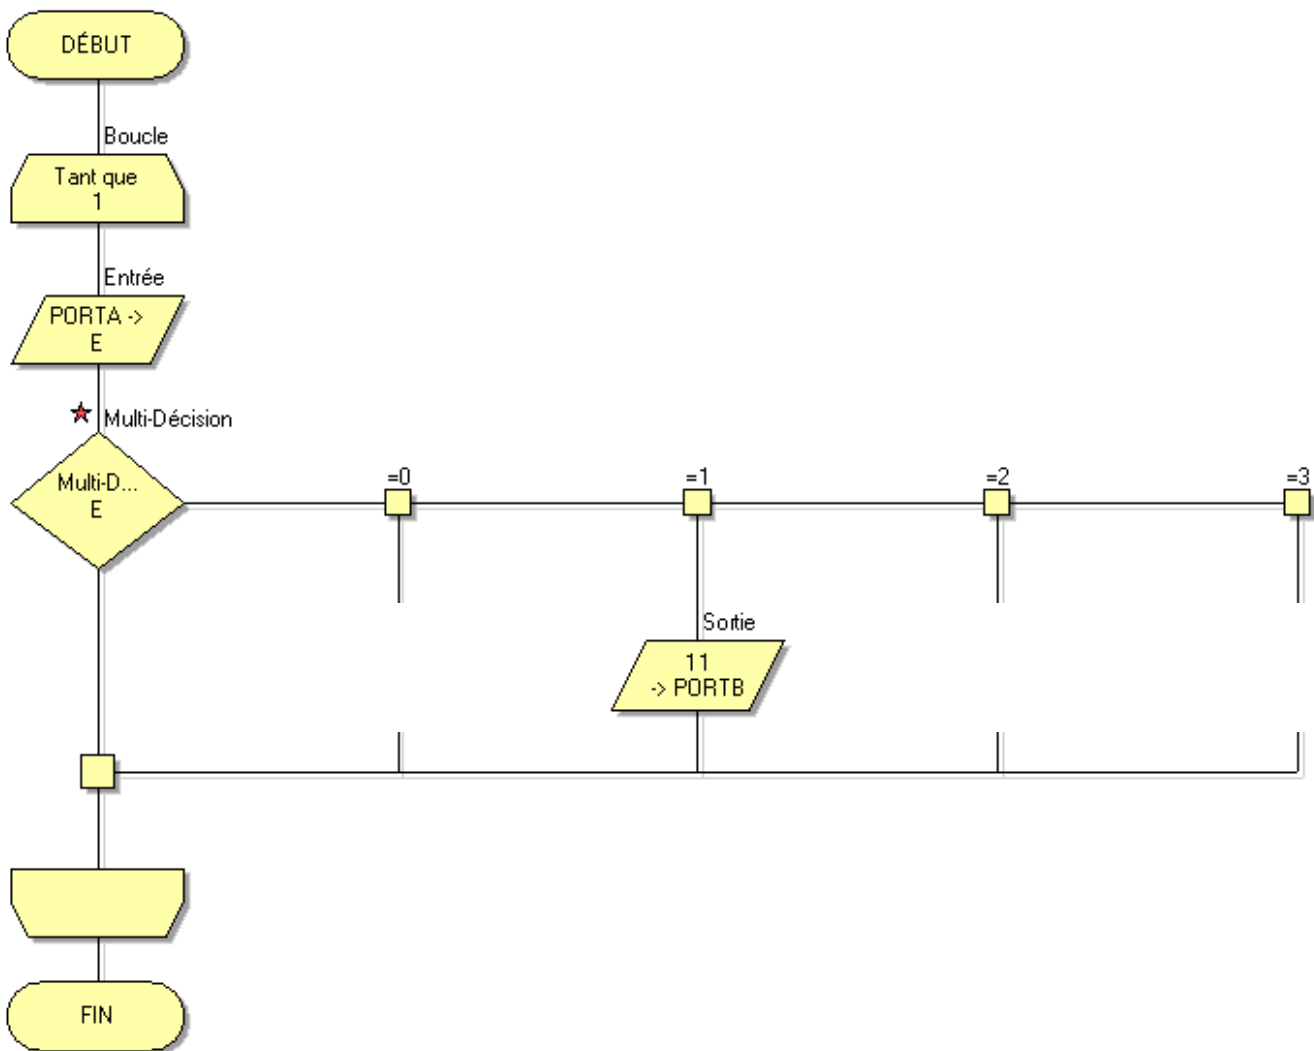 DÉBUT
Boucle
Tant que
1
Entrée
PORTA ->
E
Multi-Décision
Multi-D...
E
=0
=1
=2
=3
Sortie
11
-> PORTB
FIN